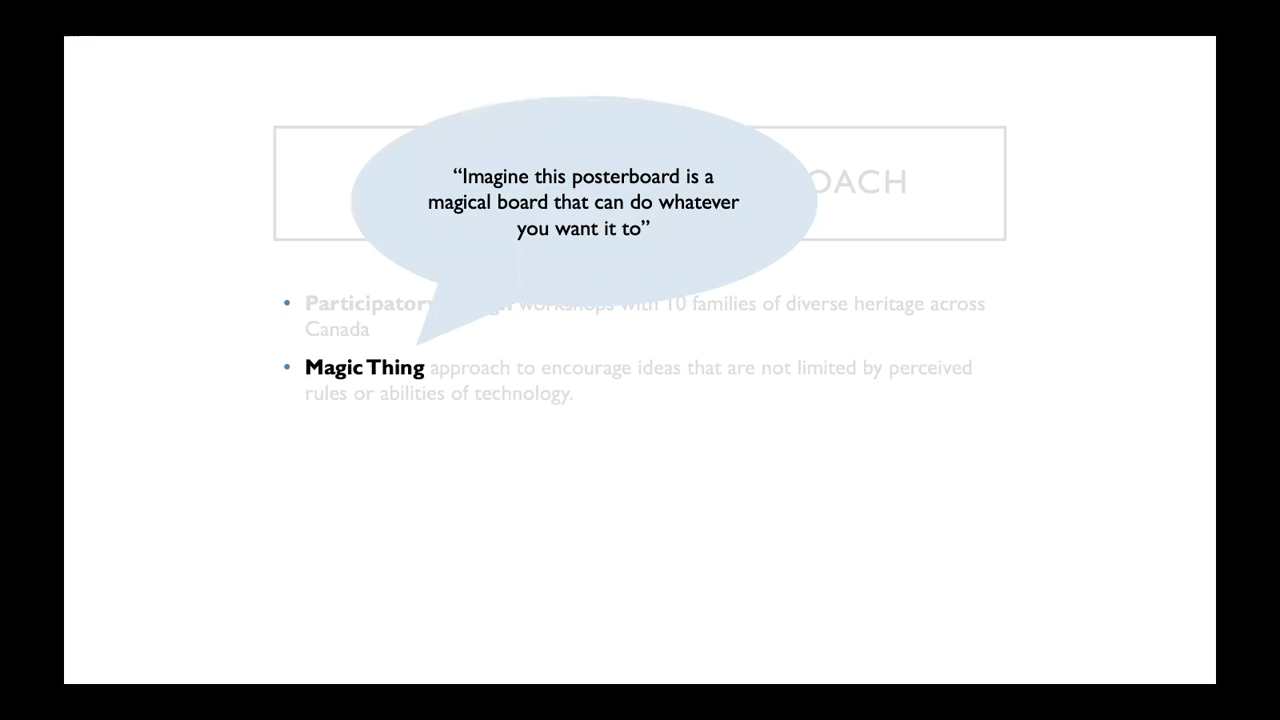 “Imagine this posterboard is a
magical board that can do whatever
you want it to”
OACH
• Participatory workshops with 10 families of diverse heritage across
Canada
• Magic Thing approach to encourage ideas that are not limited by perceived
rules or abilities of technology.